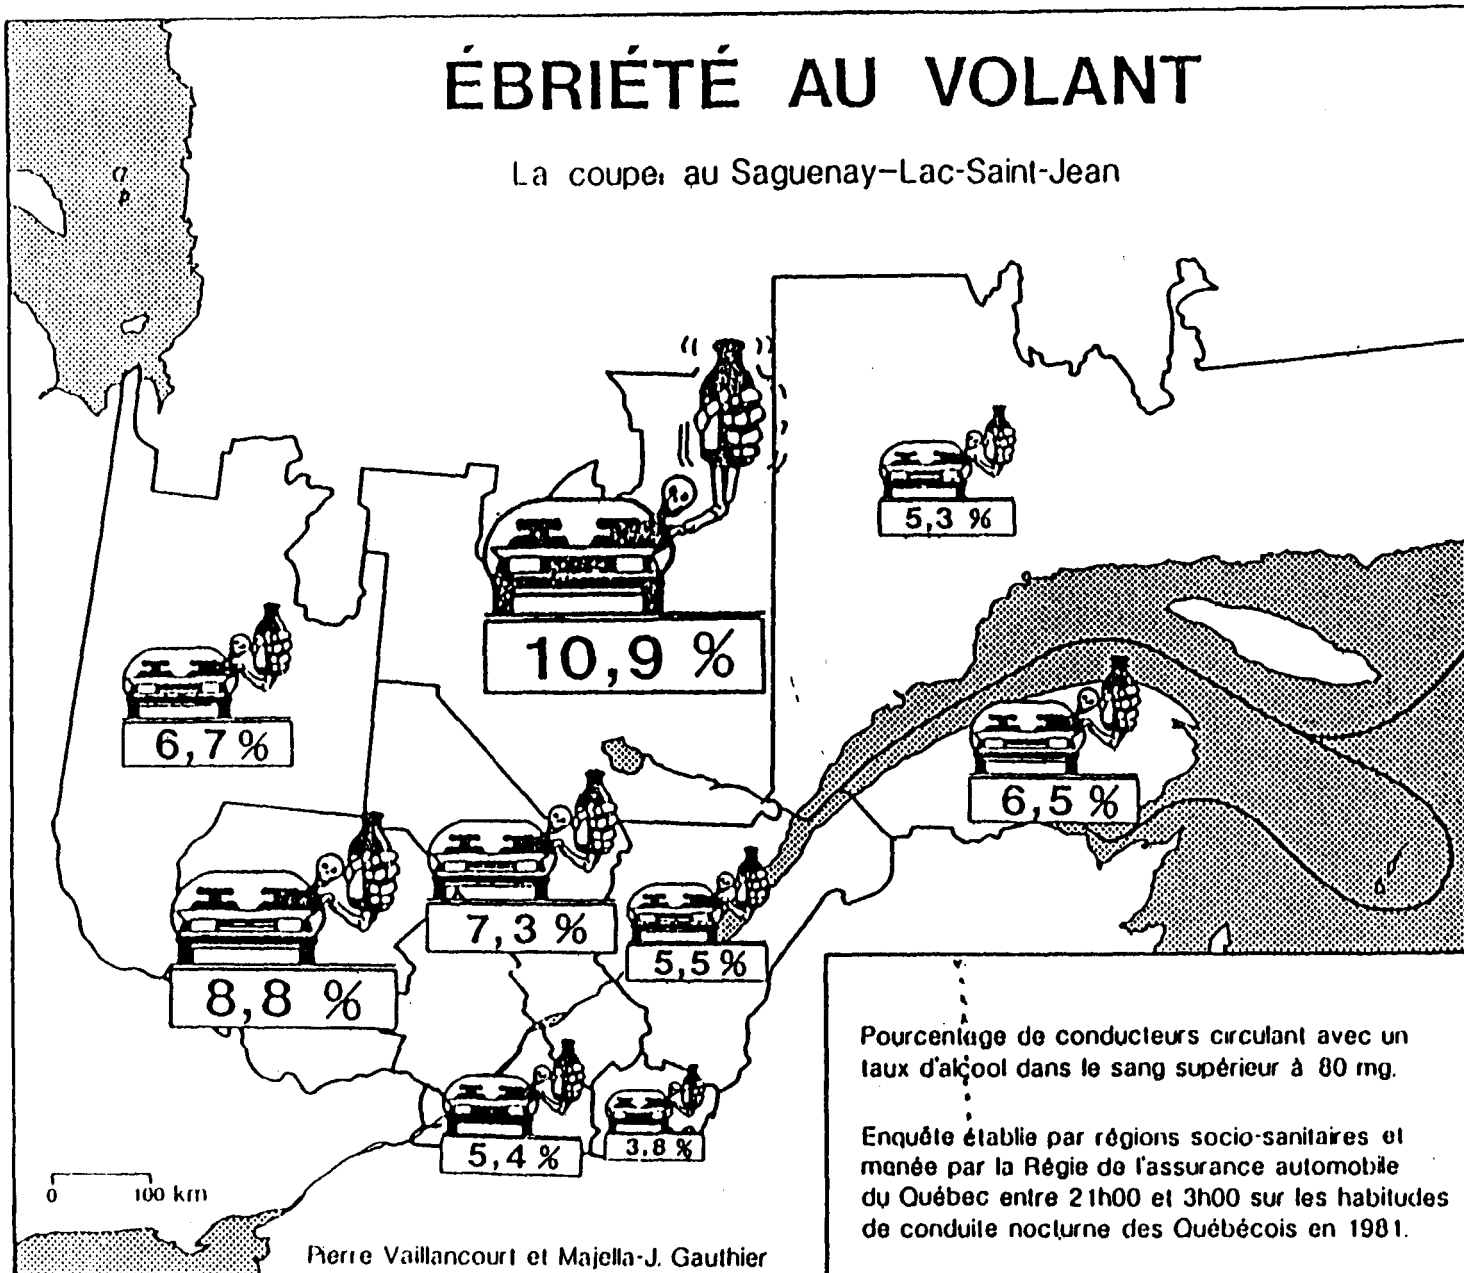 ÉBRIÉTÉ AU VOLANT
La coupe au Saguenay-Lac-Saint-Jean
5,3 %
10,9 %
6,7 %
6,5 %
7,3 %
5,5 %
8,8 %
5,4 %
3,8 %
Pourcentage de conducteurs circulant avec un
taux d'alcool dans le sang supérieur à 80 mg.
Enquête établie par régions socio-sanitaires et
menée par la Régie de l'assurance automobile
du Québec entre 21h00 et 3h00 sur les habitudes
de conduite nocturne des Québécois en 1981.
0 100 km
Pierre Vaillancourt et Majella-J. Gauthier